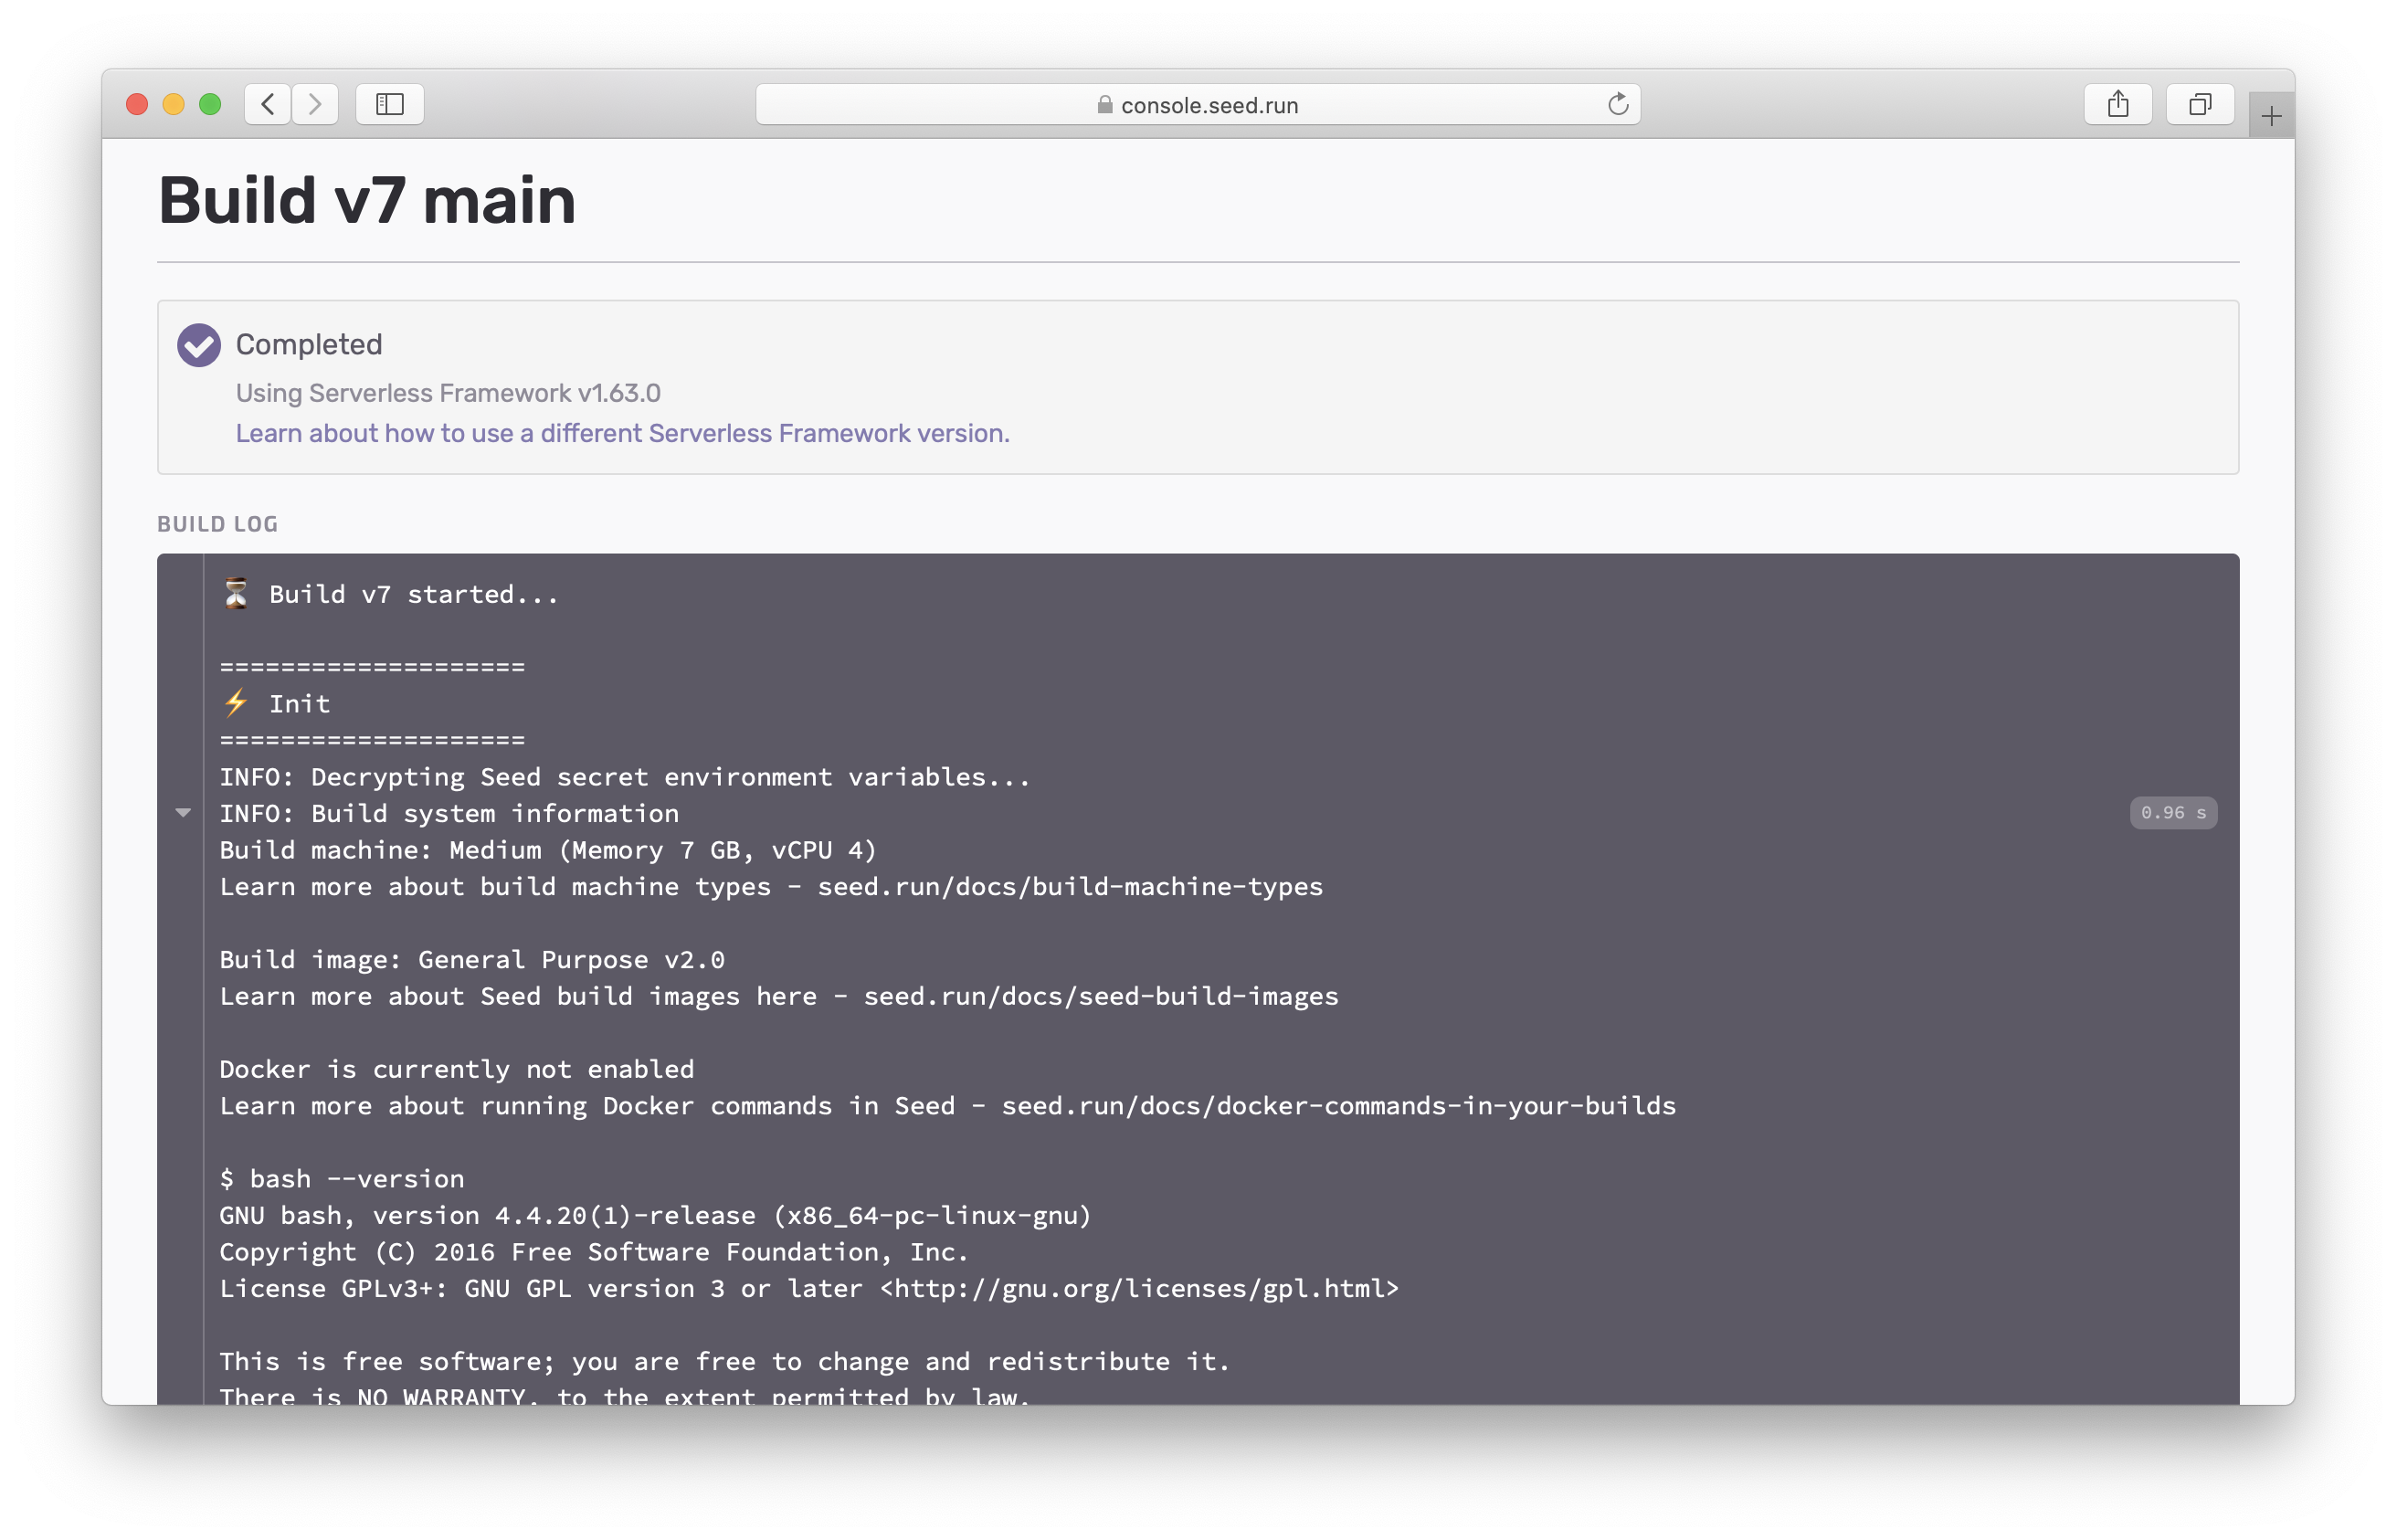 console.seed.run
Build v7 main
Completed
Using Serverless Framework v1.63.0
Learn about how to use a different Serverless Framework version.
BUILD LOG
⏳ Build v7 started...
====================
⚡ Init
====================
INFO: Decrypting Seed secret environment variables...
INFO: Build system information
0.96 s
Build machine: Medium (Memory 7 GB, vCPU 4)
Learn more about build machine types - seed.run/docs/build-machine-types
Build image: General Purpose v2.0
Learn more about Seed build images here - seed.run/docs/seed-build-images
Docker is currently not enabled
Learn more about running Docker commands in Seed - seed.run/docs/docker-commands-in-your-builds
$ bash --version
GNU bash, version 4.4.20(1)-release (x86_64-pc-linux-gnu)
Copyright (C) 2016 Free Software Foundation, Inc.
License GPLv3+: GNU GPL version 3 or later <http://gnu.org/licenses/gpl.html>
This is free software; you are free to change and redistribute it.
There is NO WARRANTY, to the extent permitted by law.